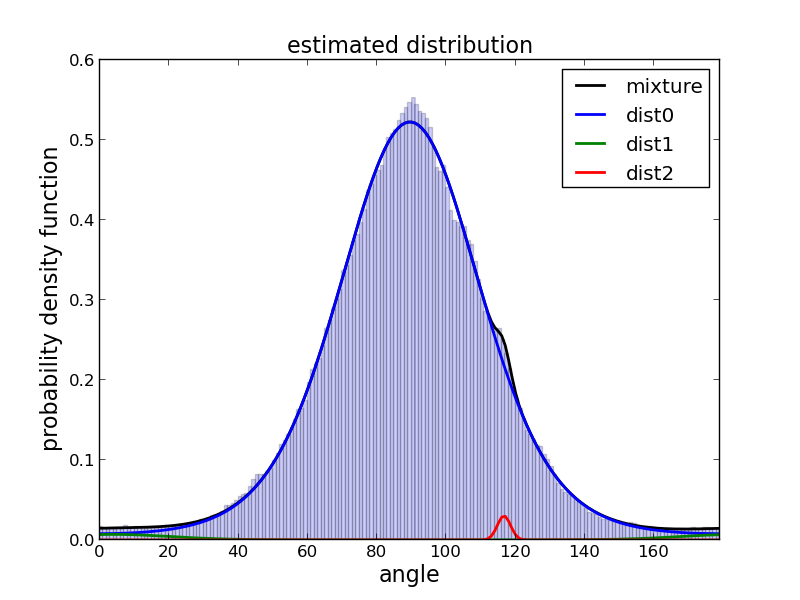 estimated distribution
0.6
0.5
0.4
0.3
0.2
0.1
0.0
probability density function
mixture
dist0
dist1
dist2
0 20 40 60 80 100 120 140 160
angle